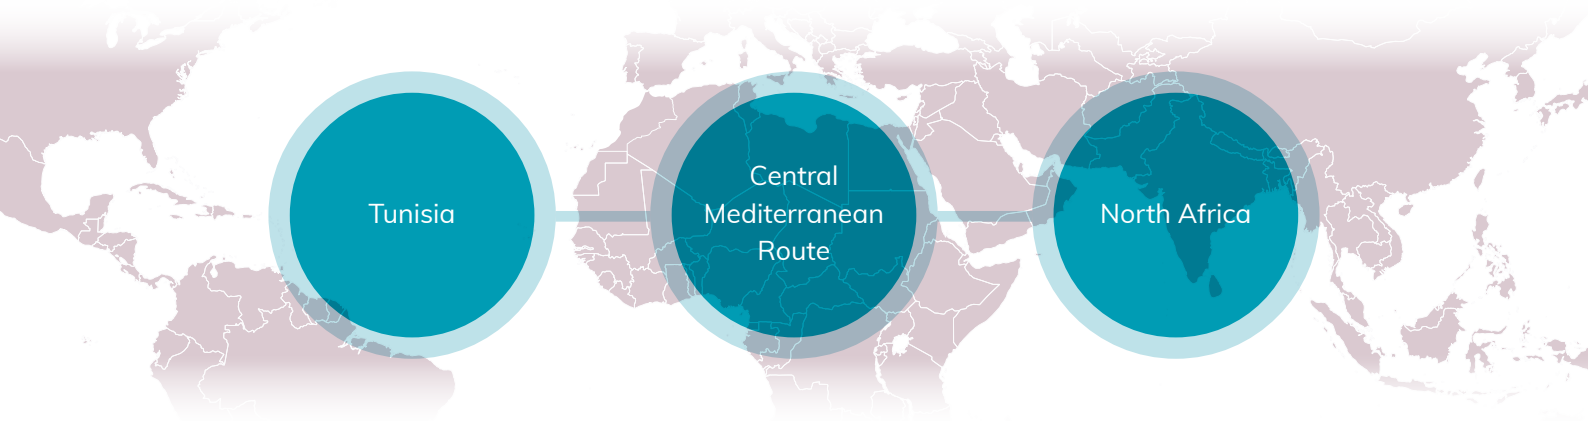 Tunisia
Central
Mediterranean
Route
North Africa